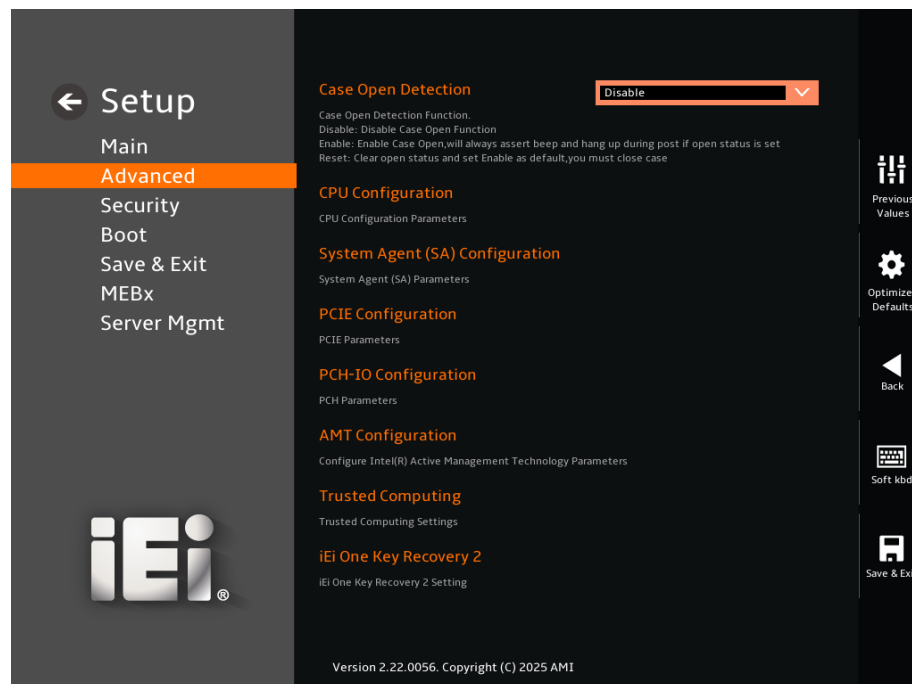 Setup
Main
Advanced
Security
Boot
Save & Exit
MEBx
Server Mgmt
iEi®
Case Open Detection
Disable
Case Open Detection Function.
Disable: Disable Case Open Function
Enable: Enable Case Open,will always assert beep and hang up during post if open status is set
Reset: Clear open status and set Enable as default,you must close case
CPU Configuration
CPU Configuration Parameters
System Agent (SA) Configuration
System Agent (SA) Parameters
PCIE Configuration
PCIE Parameters
PCH-IO Configuration
PCH Parameters
AMT Configuration
Configure Intel(R) Active Management Technology Parameters
Trusted Computing
Trusted Computing Settings
iEi One Key Recovery 2
iEi One Key Recovery 2 Setting
Version 2.22.0056. Copyright (C) 2025 AMI
Previous
Values
Optimize
Defaults
Back
Soft kbd
Save & Exi